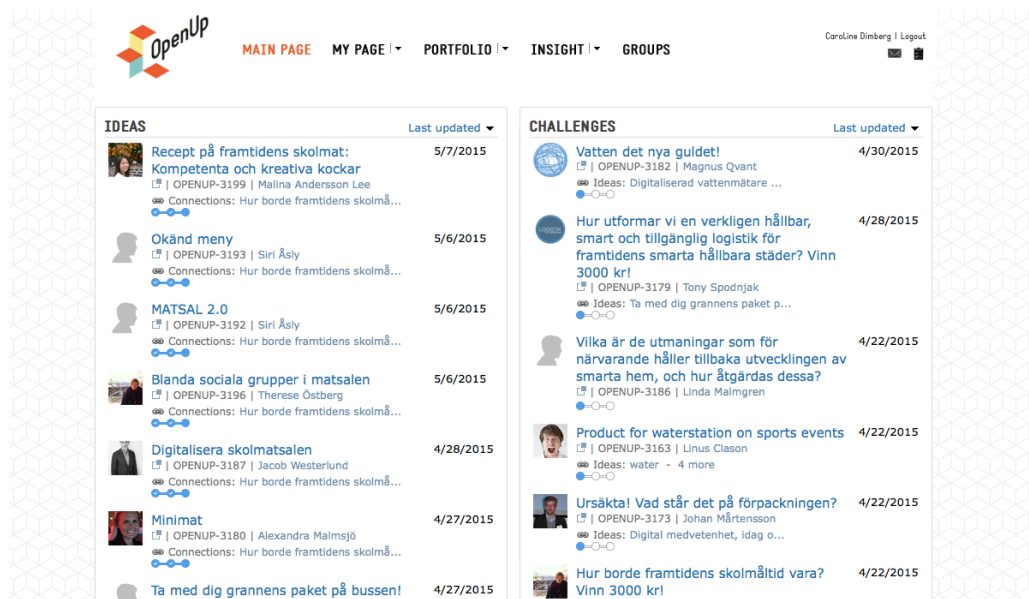 OpenUp
MAIN PAGE MY PAGE PORTFOLIO INSIGHT GROUPS
Caroline Dimberg | Logout
IDEAS
Last updated
Recept på framtidens skolmat:
Kompetenta och kreativa kockar
5/7/2015
| OPENUP-3199 | Malina Andersson Lee
Connections: Hur borde framtidens skolmå...
Okänd meny
5/6/2015
| OPENUP-3193 | Siri Åsly
Connections: Hur borde framtidens skolmå...
MATSAL 2.0
5/6/2015
| OPENUP-3192 | Siri Åsly
Connections: Hur borde framtidens skolmå...
Blanda sociala grupper i matsalen
5/6/2015
| OPENUP-3196 | Therese Östberg
Connections: Hur borde framtidens skolmå...
Digitalisera skolmatsalen
4/28/2015
| OPENUP-3187 | Jacob Westerlund
Connections: Hur borde framtidens skolmå...
Minimat
4/27/2015
| OPENUP-3180 | Alexandra Malmsjö
Connections: Hur borde framtidens skolmå...
Ta med dig grannens paket på bussen!
4/27/2015
CHALLENGES
Last updated
Vatten det nya guldet!
4/30/2015
| OPENUP-3182 | Magnus Qvant
Ideas: Digitaliserad vattenmätare ...
LOGISTIK
Hur utformar vi en verkligen hållbar,
4/28/2015
smart och tillgänglig logistik för
framtidens smarta hållbara städer? Vinn
3000 kr!
| OPENUP-3179 | Tony Spodnjak
Ideas: Ta med dig grannens paket p...
Vilka är de utmaningar som för
4/22/2015
närvarande håller tillbaka utvecklingen av
smarta hem, och hur åtgärdas dessa?
| OPENUP-3186 | Linda Malmgren
Product for waterstation on sports events
4/22/2015
| OPENUP-3163 | Linus Clason
Ideas: water - 4 more
Ursäkta! Vad står det på förpackningen?
4/22/2015
| OPENUP-3173 | Johan Mårtensson
Ideas: Digital medvetenhet, idag o...
Hur borde framtidens skolmåltid vara?
4/22/2015
Vinn 3000 kr!